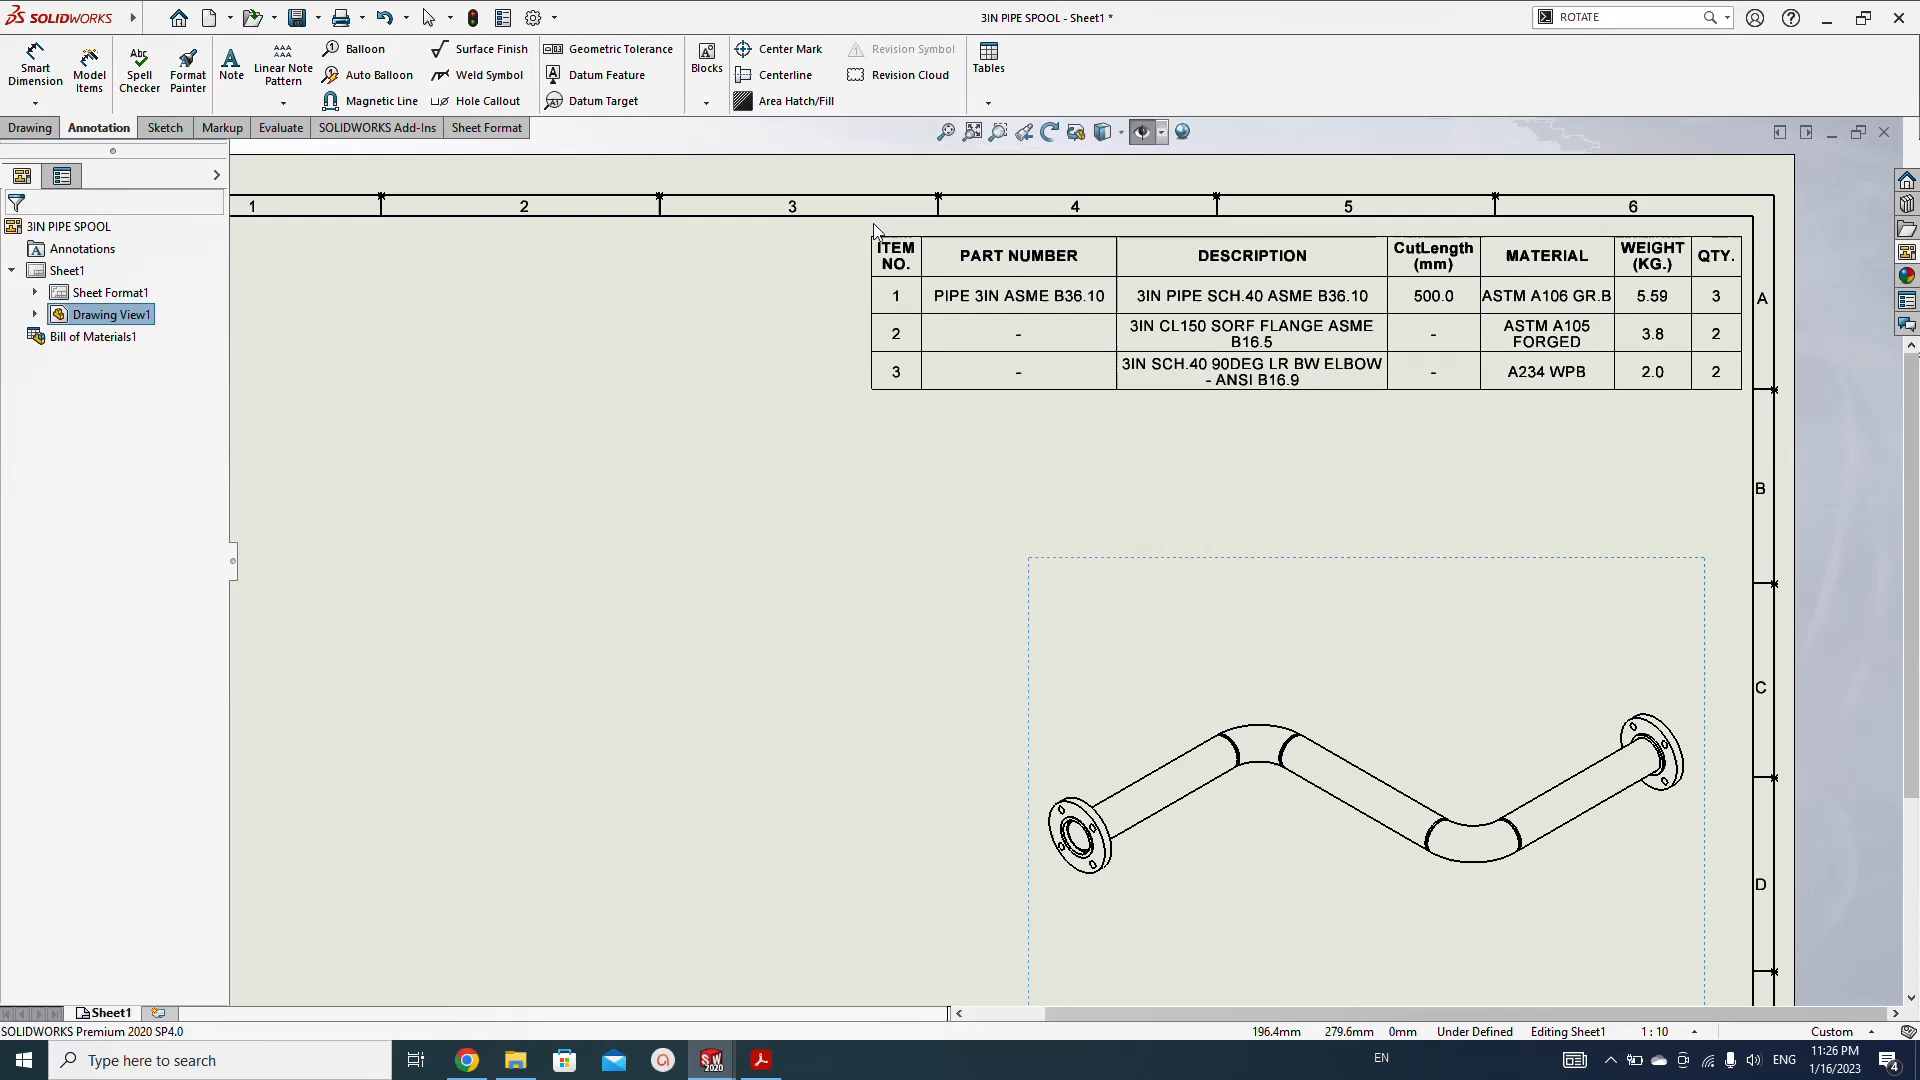 SOLIDWORKS
3IN PIPE SPOOL - Sheet1 *
ROTATE
Smart Dimension
Model Items
Spell Checker
Format Painter
Note
Linear Note Pattern
Balloon
Auto Balloon
Magnetic Line
Surface Finish
Weld Symbol
Hole Callout
Geometric Tolerance
Datum Feature
Datum Target
Blocks
Center Mark
Centerline
Area Hatch/Fill
Revision Symbol
Revision Cloud
Tables
Drawing Annotation Sketch Markup Evaluate SOLIDWORKS Add-Ins Sheet Format
3IN PIPE SPOOL
Annotations
Sheet1
Sheet Format1
Drawing View1
Bill of Materials1
1 2 3 4 5 6
ITEM NO. PART NUMBER DESCRIPTION CutLength (mm) MATERIAL WEIGHT (KG.) QTY.
1 PIPE 3IN ASME B36.10 3IN PIPE SCH.40 ASME B36.10 500.0 ASTM A106 GR.B 5.59 3
2 - 3IN CL150 SORF FLANGE ASME B16.5 - ASTM A105 FORGED 3.8 2
3 - 3IN SCH.40 90DEG LR BW ELBOW - ANSI B16.9 - A234 WPB 2.0 2
A
B
C
D
Sheet1
SOLIDWORKS Premium 2020 SP4.0
196.4mm 279.6mm 0mm Under Defined Editing Sheet1 1 : 10 Custom
Type here to search
SW 2020
EN
ENG
11:26 PM
1/16/2023
4